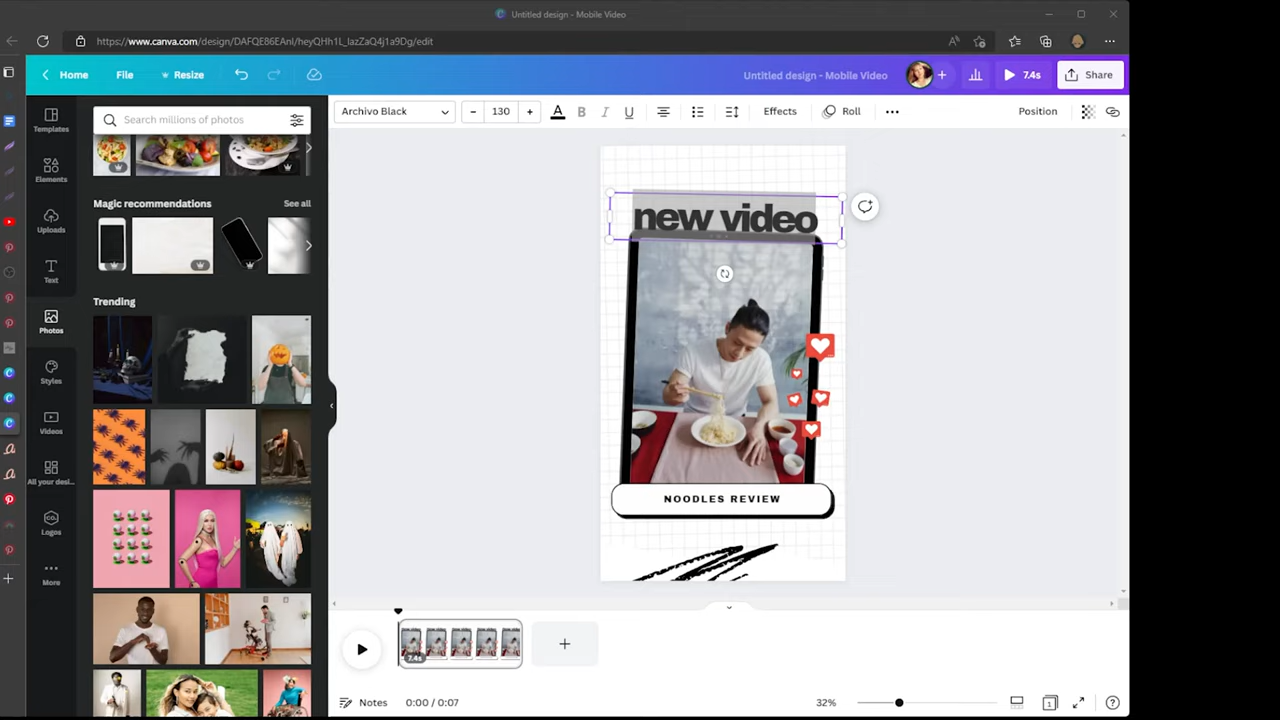 Untitled design - Mobile Video
https://www.canva.com/design/DAFQE86EAnI/heyQHh1L_IazZaQ4j1a9Dg/edit
Home File Resize Untitled design - Mobile Video 7.4s Share
Archivo Black 130 A B I U Effects Roll Position
Templates
Elements
Uploads
Text
Photos
Styles
Videos
All your desi...
Logos
More
Search millions of photos
Magic recommendations See all
Trending
new video
NOODLES REVIEW
7.4s
Notes 0:00 / 0:07 32% 1